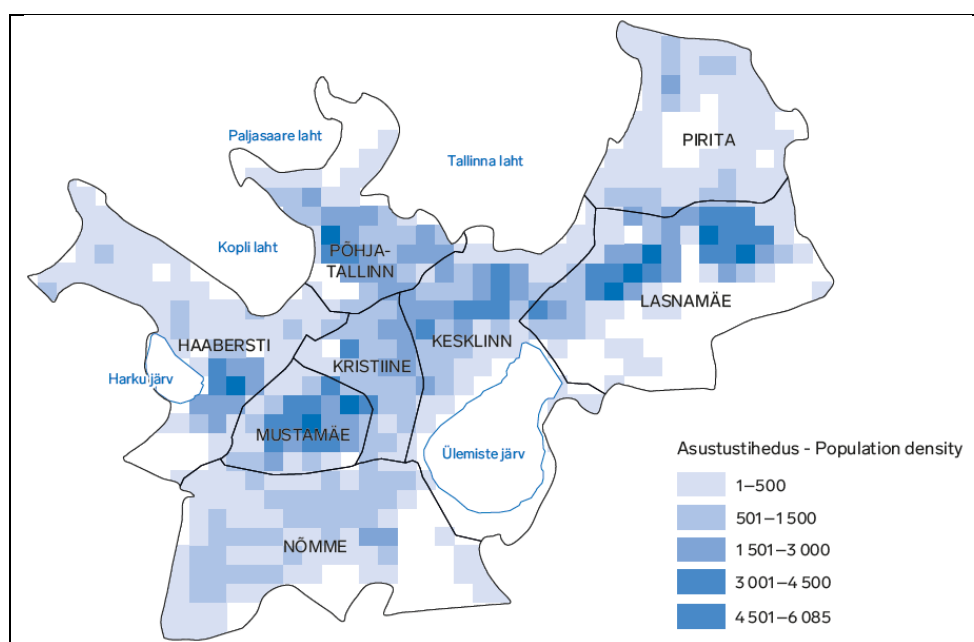 Paljasaare laht
Tallinna laht
PIRITA
Kopli laht
PÕHJA-
TALLINN
LASNAMÄE
HAABERSTI
KESKLINN
KRISTIINE
Harku järv
MUSTAMÄE
Ülemiste järv
NÕMME
Asustustihedus - Population density
1–500
501–1 500
1 501–3 000
3 001–4 500
4 501–6 085